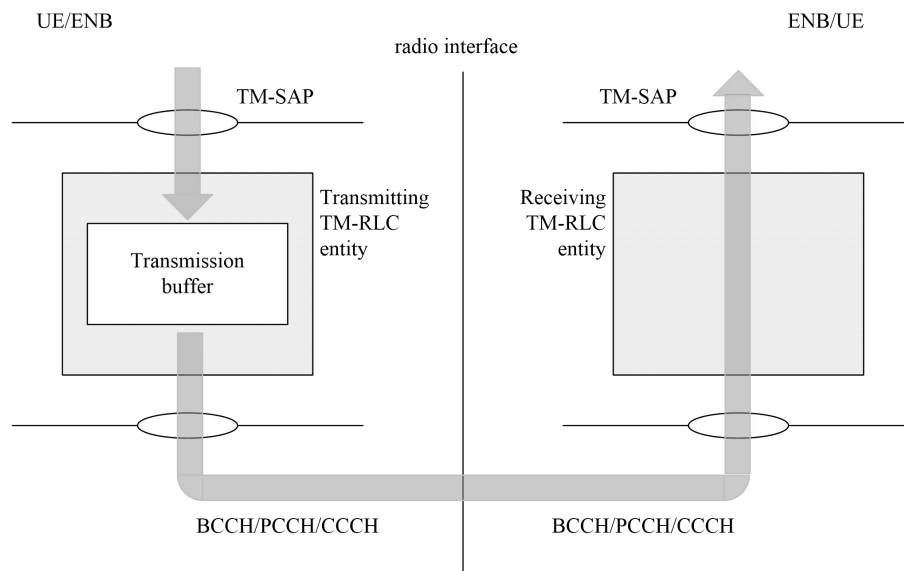 UE/ENB
ENB/UE
radio interface
TM-SAP
TM-SAP
Transmitting
TM-RLC
entity
Receiving
TM-RLC
entity
Transmission
buffer
BCCH/PCCH/CCCH
BCCH/PCCH/CCCH